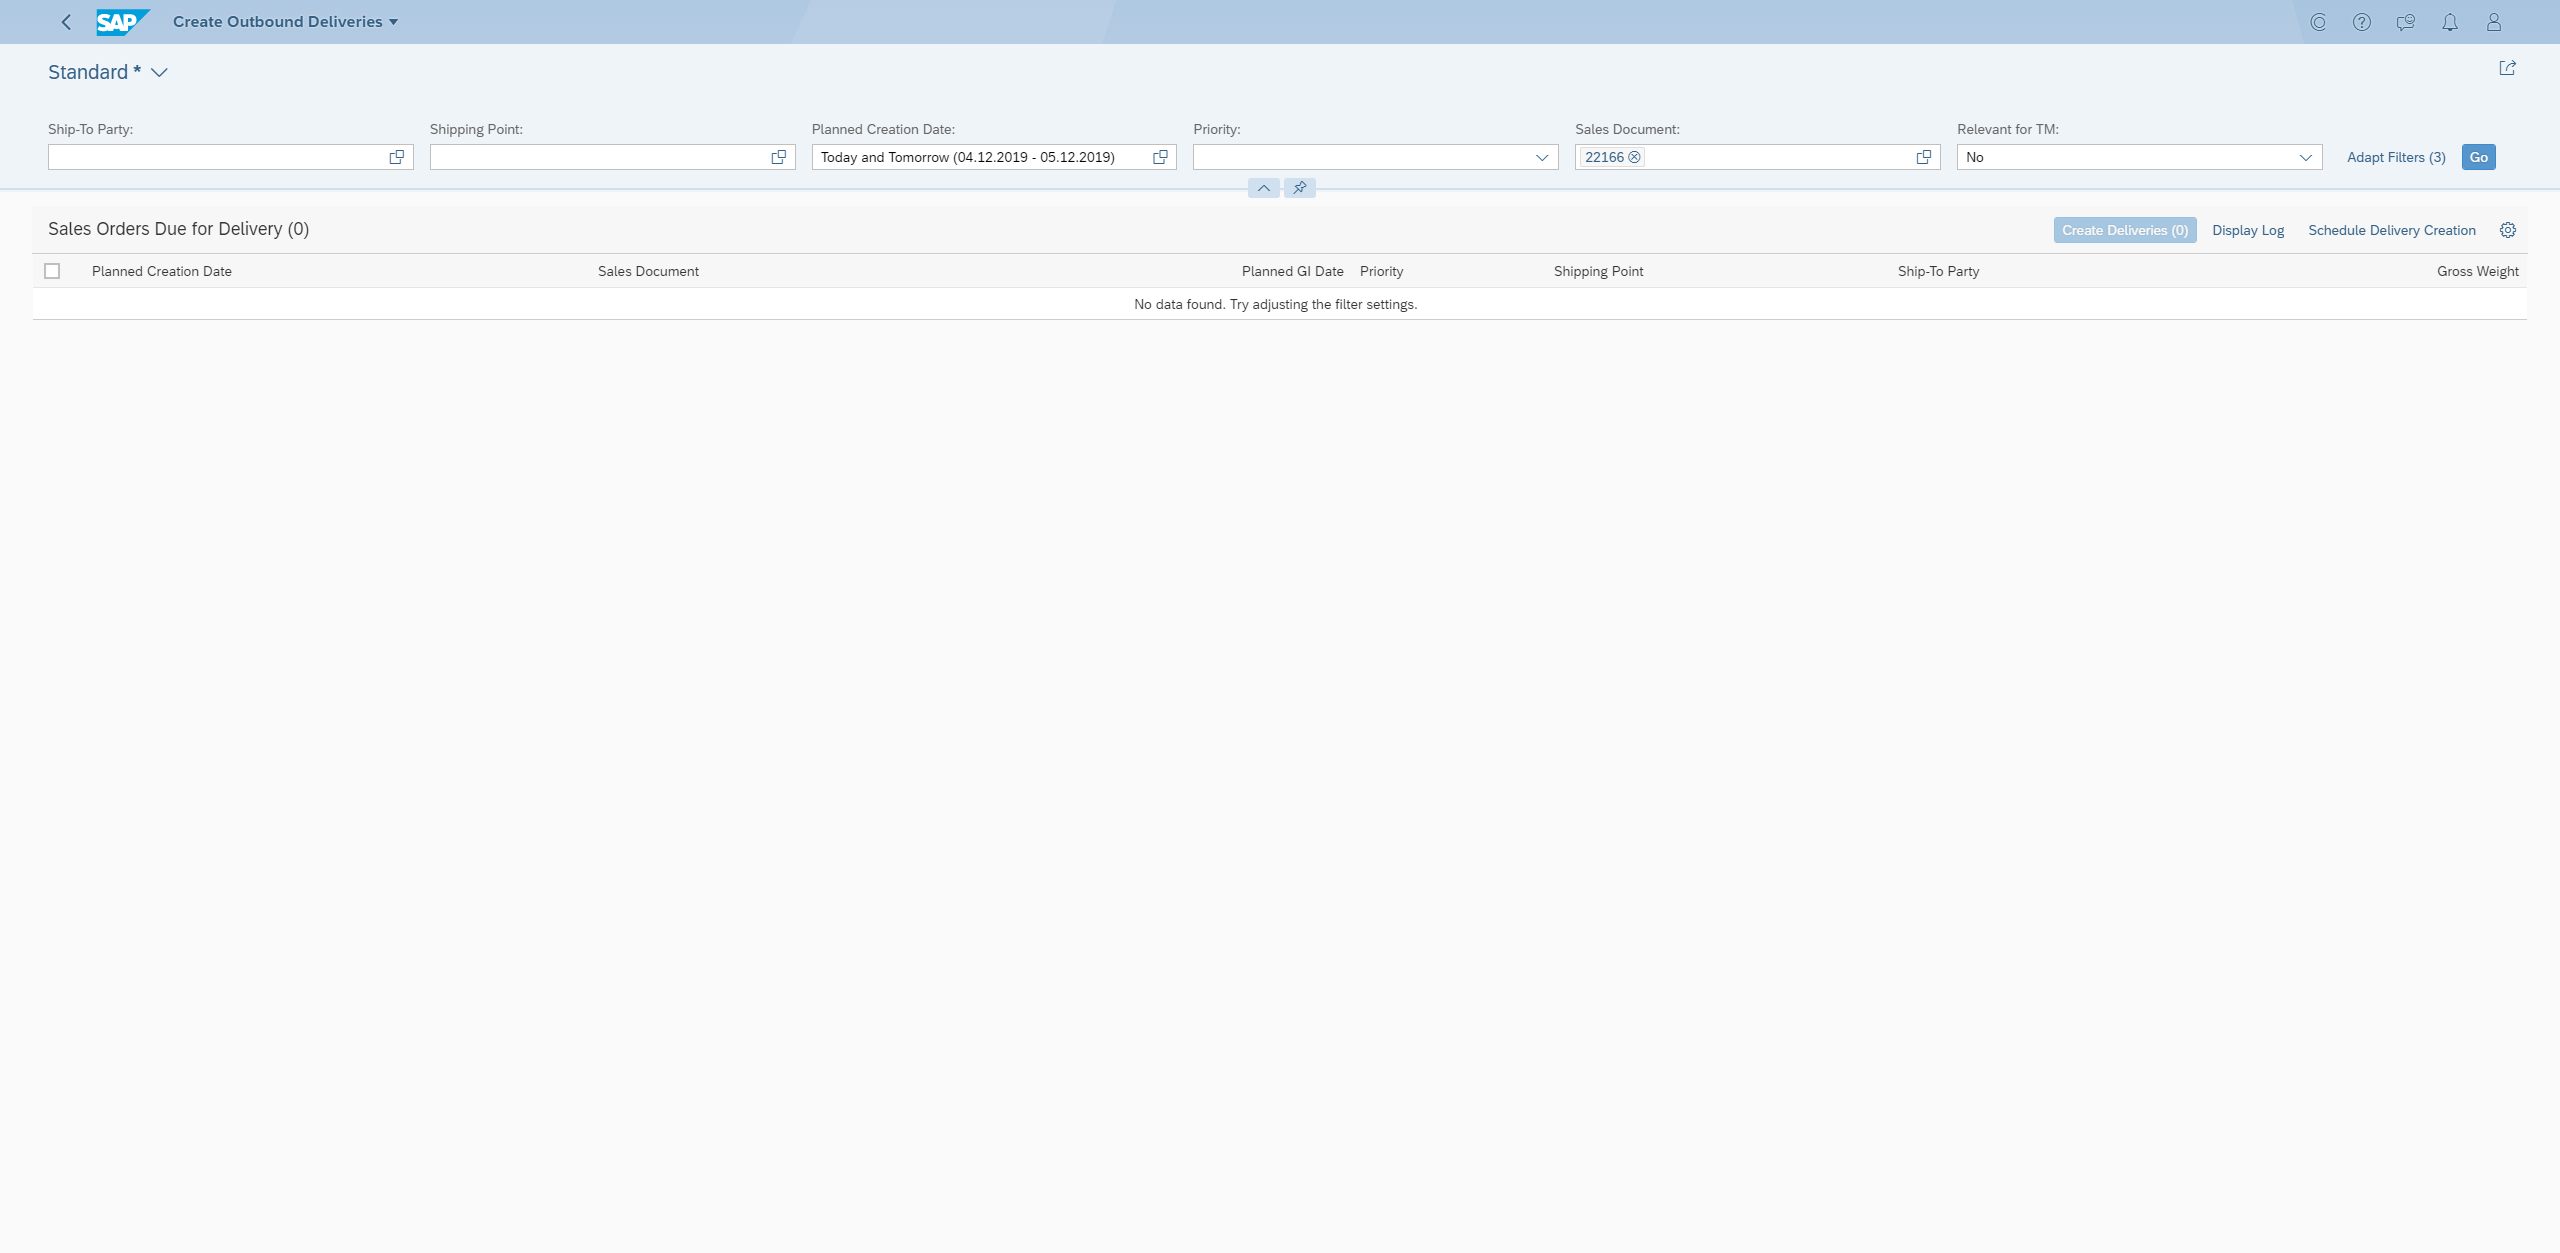 SAP Create Outbound Deliveries
Standard *
Ship-To Party: Shipping Point: Planned Creation Date: Priority: Sales Document: Relevant for TM:
Today and Tomorrow (04.12.2019 - 05.12.2019) 22166 No Adapt Filters (3) Go
Sales Orders Due for Delivery (0) Create Deliveries (0) Display Log Schedule Delivery Creation
Planned Creation Date Sales Document Planned GI Date Priority Shipping Point Ship-To Party Gross Weight
No data found. Try adjusting the filter settings.